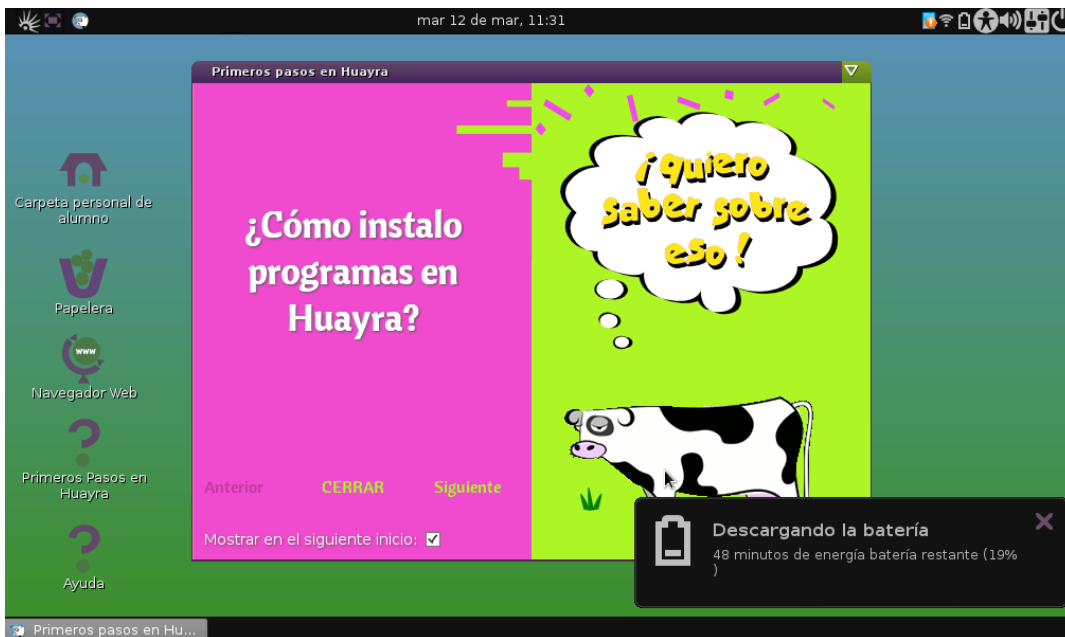 mar 12 de mar, 11:31
Primeros pasos en Huayra
¿Cómo instalo
programas en
Huayra?
¡quiero
saber sobre
eso!
Anterior
CERRAR
Siguiente
Mostrar en el siguiente inicio:
Carpeta personal de
alumno
Papelera
www
Navegador Web
Primeros Pasos en
Huayra
Ayuda
Descargando la batería
48 minutos de energía batería restante (19%
)
Primeros pasos en Hu...